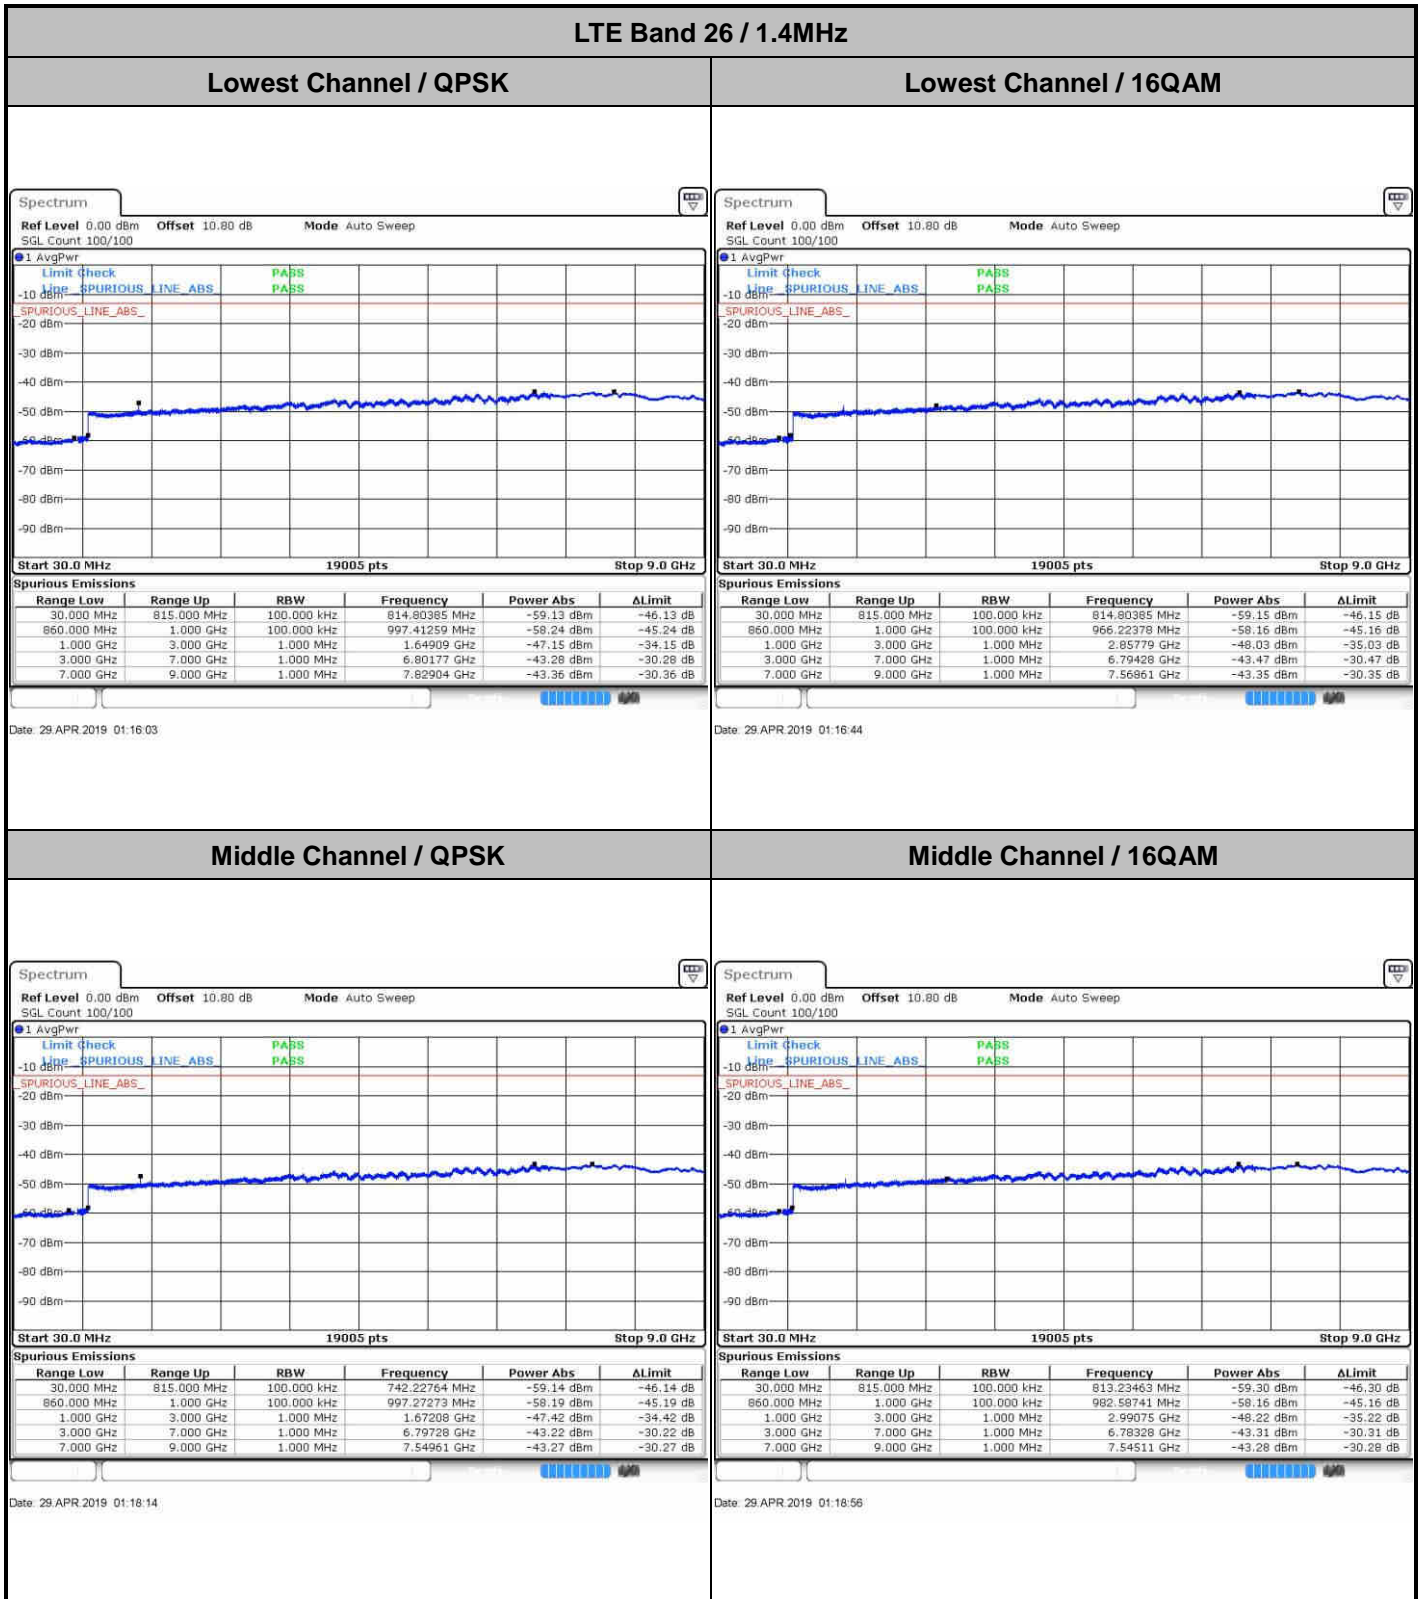 LTE Band 26 / 1.4MHz
Lowest Channel / QPSK
Lowest Channel / 16QAM
Spectrum
Ref Level 0.00 dBm Offset 10.80 dB Mode Auto Sweep
SGL Count 100/100
1 AvgPwr
Limit Check PASS
Line _SPURIOUS_LINE_ABS_ PASS
-10 dBm
_SPURIOUS_LINE_ABS_
-20 dBm
-30 dBm
-40 dBm
-50 dBm
-60 dBm
-70 dBm
-80 dBm
-90 dBm
Start 30.0 MHz 19005 pts Stop 9.0 GHz
Spurious Emissions
Range Low Range Up RBW Frequency Power Abs ΔLimit
30.000 MHz 815.000 MHz 100.000 kHz 814.80385 MHz -59.13 dBm -46.13 dB
860.000 MHz 1.000 GHz 100.000 kHz 997.41259 MHz -58.24 dBm -45.24 dB
1.000 GHz 3.000 GHz 1.000 MHz 1.64909 GHz -47.15 dBm -34.15 dB
3.000 GHz 7.000 GHz 1.000 MHz 6.80177 GHz -43.28 dBm -30.28 dB
7.000 GHz 9.000 GHz 1.000 MHz 7.82904 GHz -43.36 dBm -30.36 dB
Date: 29.APR.2019 01:16:03
Spectrum
Ref Level 0.00 dBm Offset 10.80 dB Mode Auto Sweep
SGL Count 100/100
1 AvgPwr
Limit Check PASS
Line _SPURIOUS_LINE_ABS_ PASS
-10 dBm
_SPURIOUS_LINE_ABS_
-20 dBm
-30 dBm
-40 dBm
-50 dBm
-60 dBm
-70 dBm
-80 dBm
-90 dBm
Start 30.0 MHz 19005 pts Stop 9.0 GHz
Spurious Emissions
Range Low Range Up RBW Frequency Power Abs ΔLimit
30.000 MHz 815.000 MHz 100.000 kHz 814.80385 MHz -59.15 dBm -46.15 dB
860.000 MHz 1.000 GHz 100.000 kHz 966.22378 MHz -58.16 dBm -45.16 dB
1.000 GHz 3.000 GHz 1.000 MHz 2.85779 GHz -48.03 dBm -35.03 dB
3.000 GHz 7.000 GHz 1.000 MHz 6.79428 GHz -43.47 dBm -30.47 dB
7.000 GHz 9.000 GHz 1.000 MHz 7.56861 GHz -43.35 dBm -30.35 dB
Date: 29.APR.2019 01:16:44
Middle Channel / QPSK
Middle Channel / 16QAM
Spectrum
Ref Level 0.00 dBm Offset 10.80 dB Mode Auto Sweep
SGL Count 100/100
1 AvgPwr
Limit Check PASS
Line _SPURIOUS_LINE_ABS_ PASS
-10 dBm
_SPURIOUS_LINE_ABS_
-20 dBm
-30 dBm
-40 dBm
-50 dBm
-60 dBm
-70 dBm
-80 dBm
-90 dBm
Start 30.0 MHz 19005 pts Stop 9.0 GHz
Spurious Emissions
Range Low Range Up RBW Frequency Power Abs ΔLimit
30.000 MHz 815.000 MHz 100.000 kHz 742.22764 MHz -59.14 dBm -46.14 dB
860.000 MHz 1.000 GHz 100.000 kHz 997.27273 MHz -58.19 dBm -45.19 dB
1.000 GHz 3.000 GHz 1.000 MHz 1.67208 GHz -47.42 dBm -34.42 dB
3.000 GHz 7.000 GHz 1.000 MHz 6.79728 GHz -43.22 dBm -30.22 dB
7.000 GHz 9.000 GHz 1.000 MHz 7.54961 GHz -43.27 dBm -30.27 dB
Date: 29.APR.2019 01:18:14
Spectrum
Ref Level 0.00 dBm Offset 10.80 dB Mode Auto Sweep
SGL Count 100/100
1 AvgPwr
Limit Check PASS
Line _SPURIOUS_LINE_ABS_ PASS
-10 dBm
_SPURIOUS_LINE_ABS_
-20 dBm
-30 dBm
-40 dBm
-50 dBm
-60 dBm
-70 dBm
-80 dBm
-90 dBm
Start 30.0 MHz 19005 pts Stop 9.0 GHz
Spurious Emissions
Range Low Range Up RBW Frequency Power Abs ΔLimit
30.000 MHz 815.000 MHz 100.000 kHz 813.23463 MHz -59.30 dBm -46.30 dB
860.000 MHz 1.000 GHz 100.000 kHz 982.58741 MHz -58.16 dBm -45.16 dB
1.000 GHz 3.000 GHz 1.000 MHz 2.99075 GHz -48.22 dBm -35.22 dB
3.000 GHz 7.000 GHz 1.000 MHz 6.78328 GHz -43.31 dBm -30.31 dB
7.000 GHz 9.000 GHz 1.000 MHz 7.54511 GHz -43.28 dBm -30.28 dB
Date: 29.APR.2019 01:18:56